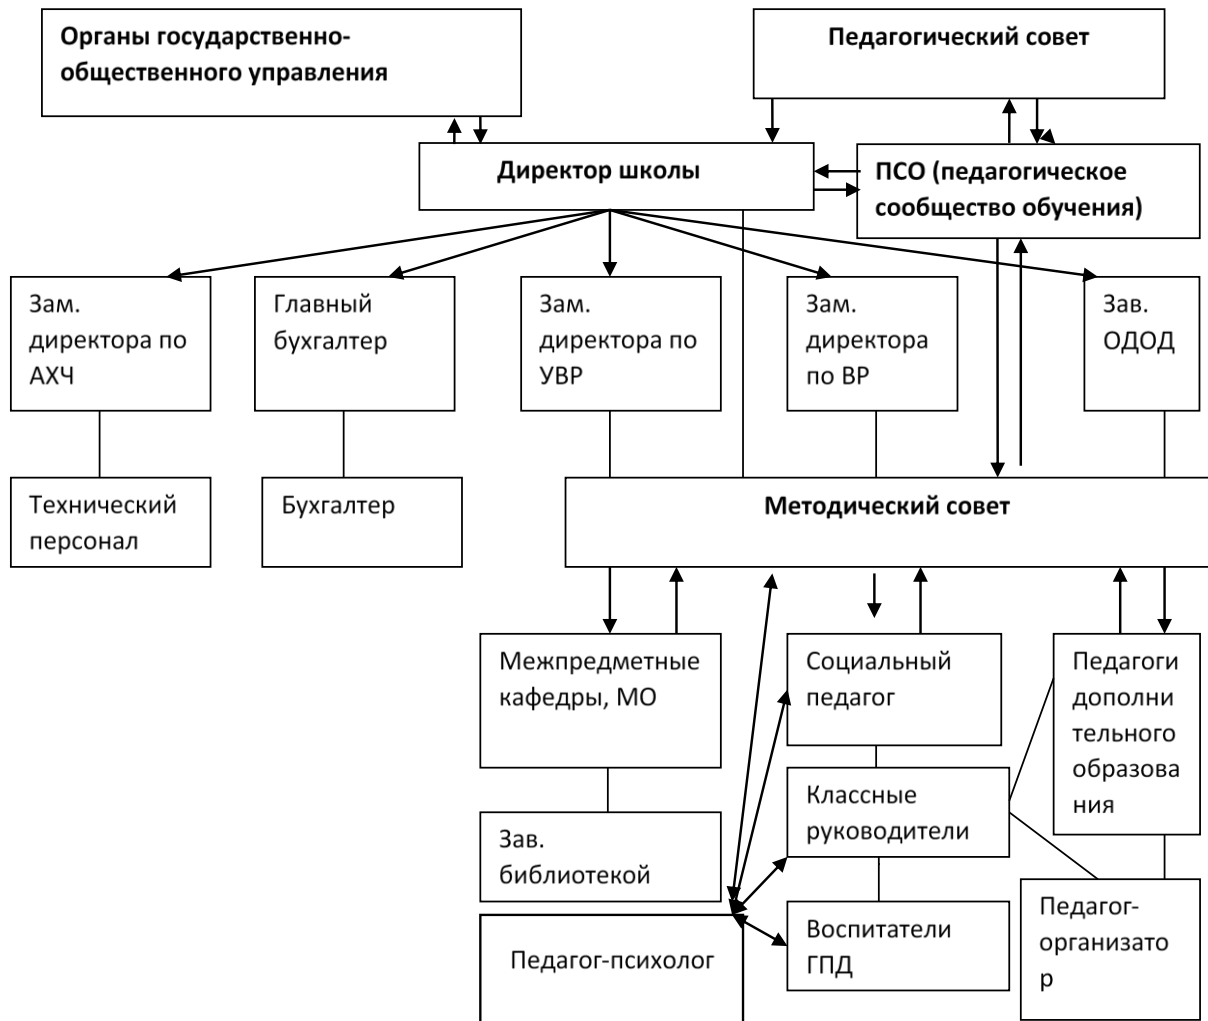 Органы государственно-
общественного управления
Педагогический совет
Директор школы
ПСО (педагогическое
сообщество обучения)
Зам.
директора по
АХЧ
Главный
бухгалтер
Зам.
директора по
УВР
Зам.
директора
по ВР
Зав.
ОДОД
Технический
персонал
Бухгалтер
Методический совет
Межпредметные
кафедры, МО
Социальный
педагог
Педагоги
дополни
тельного
образова
ния
Классные
руководители
Зав.
библиотекой
Педагог-
организато
р
Воспитатели
ГПД
Педагог-психолог